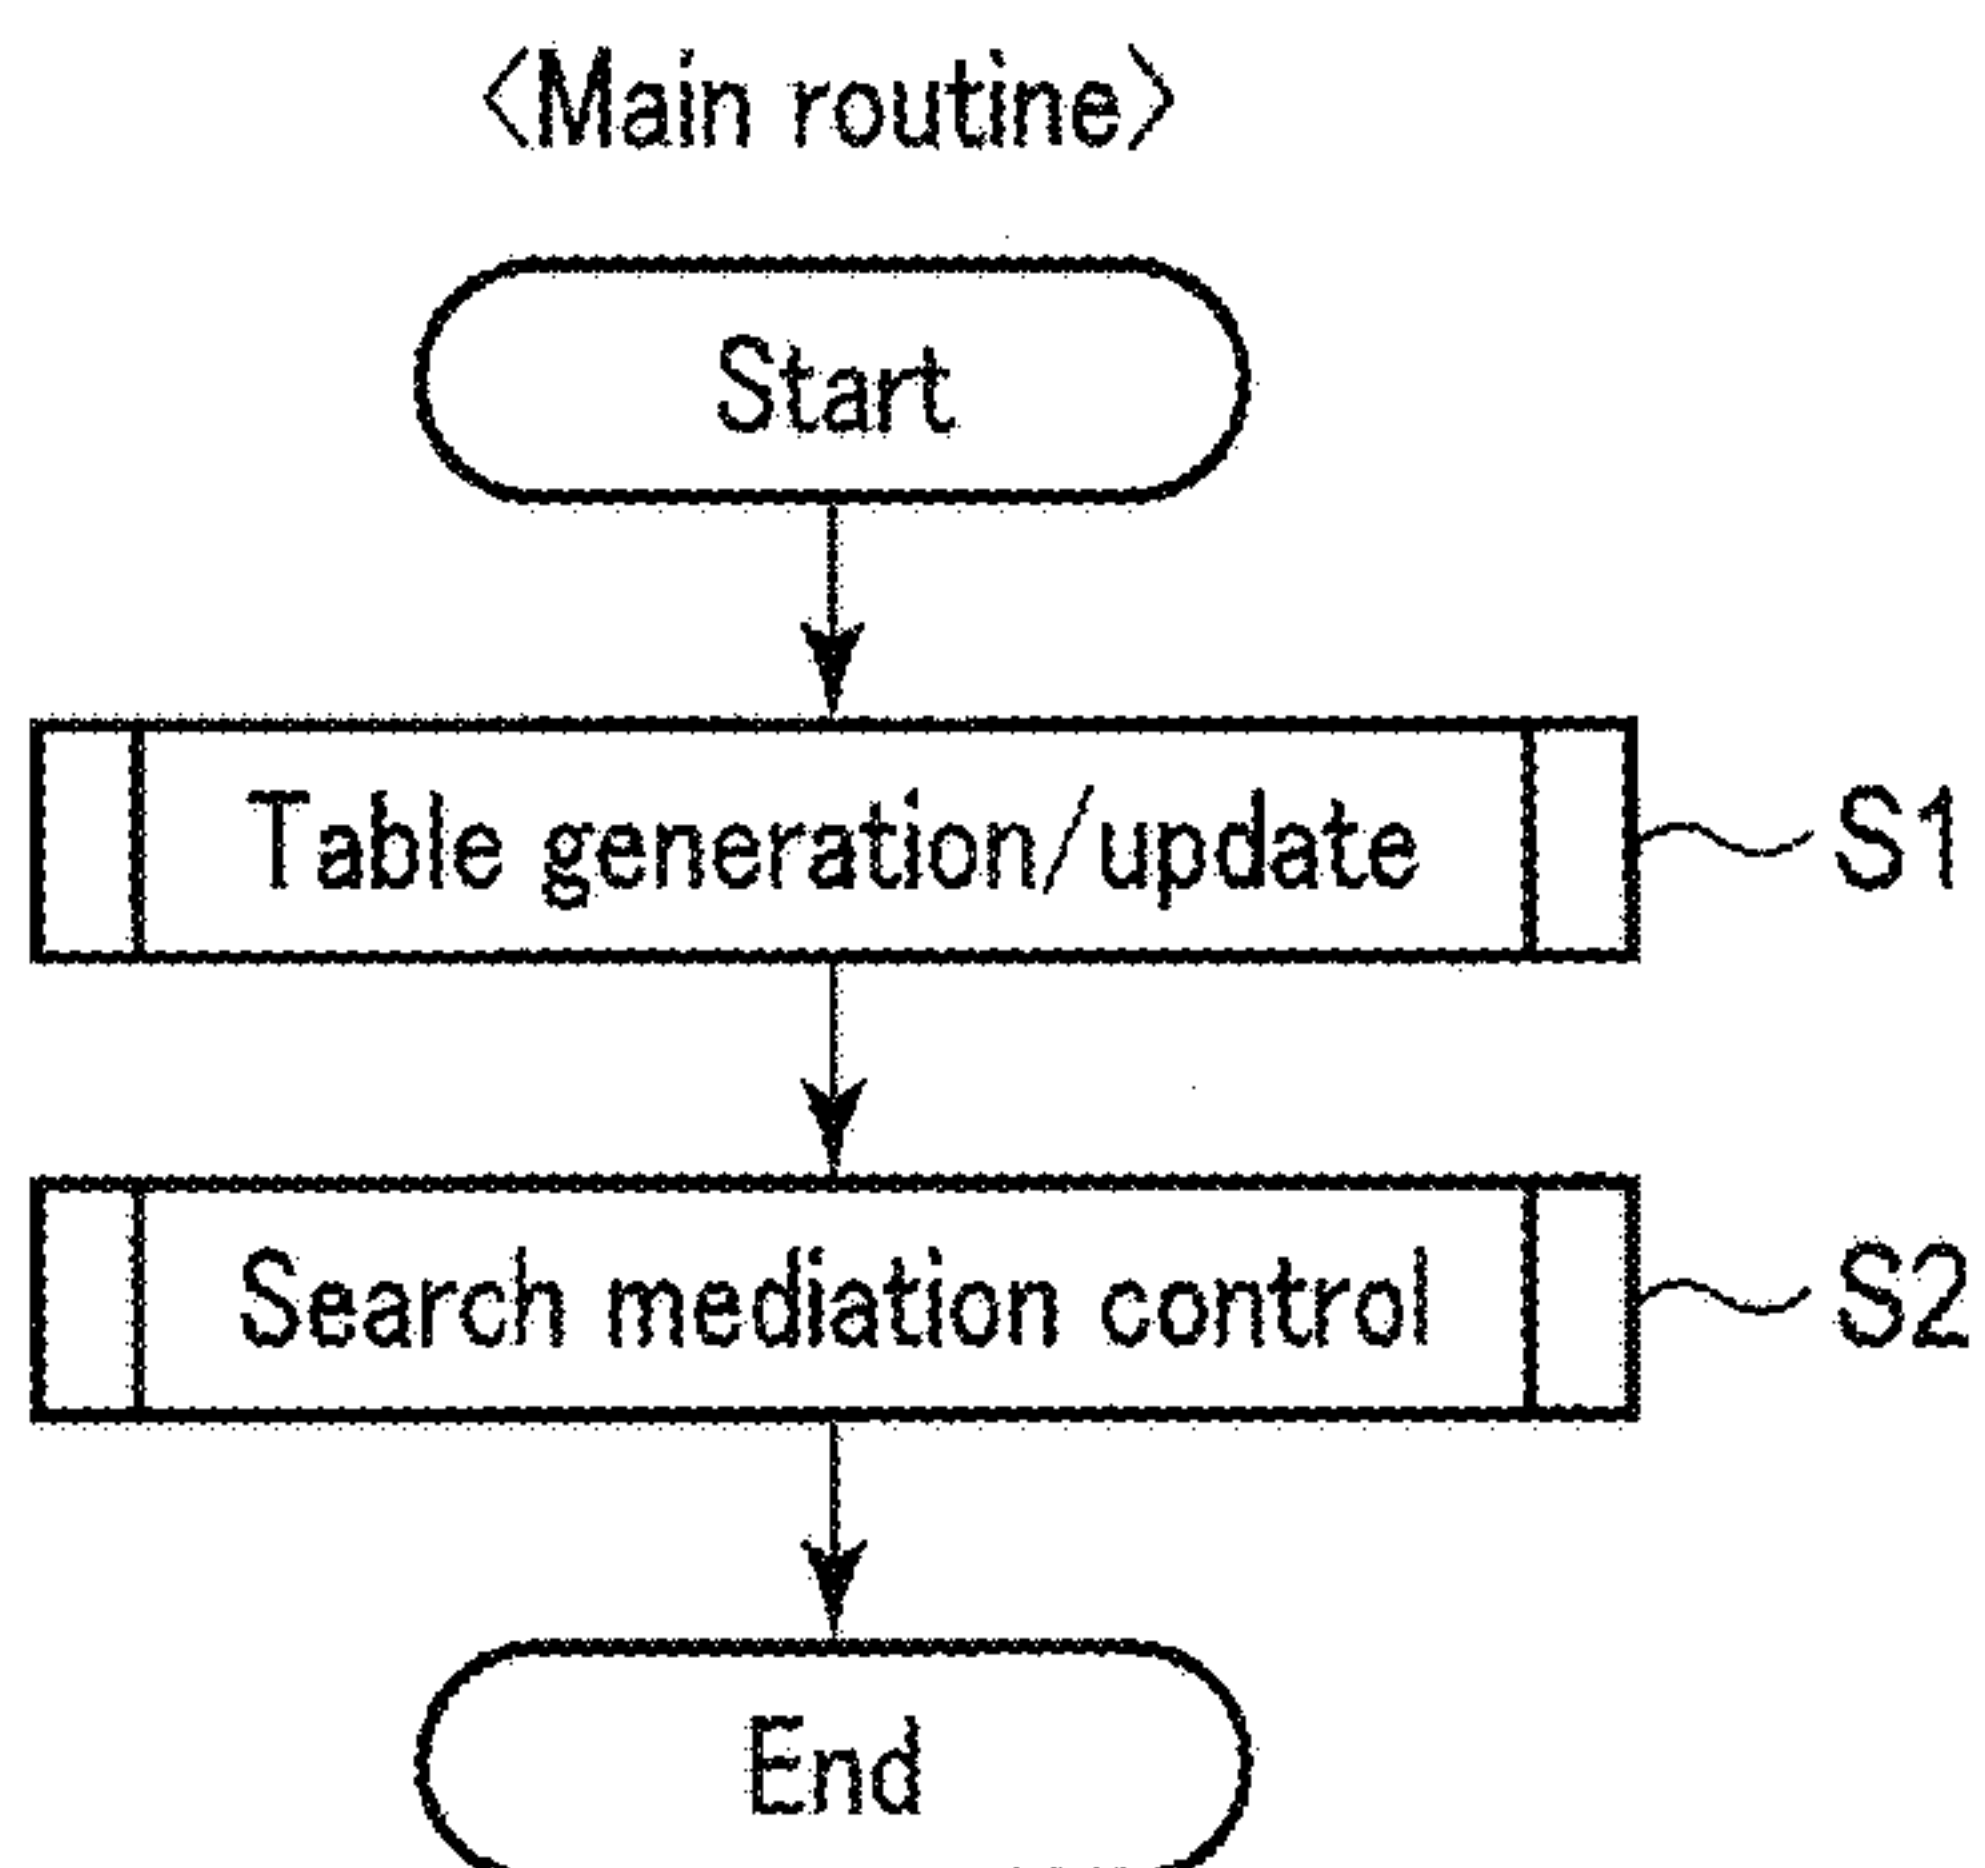 〈Main routine〉
Start
Table generation/update
S1
Search mediation control
S2
End